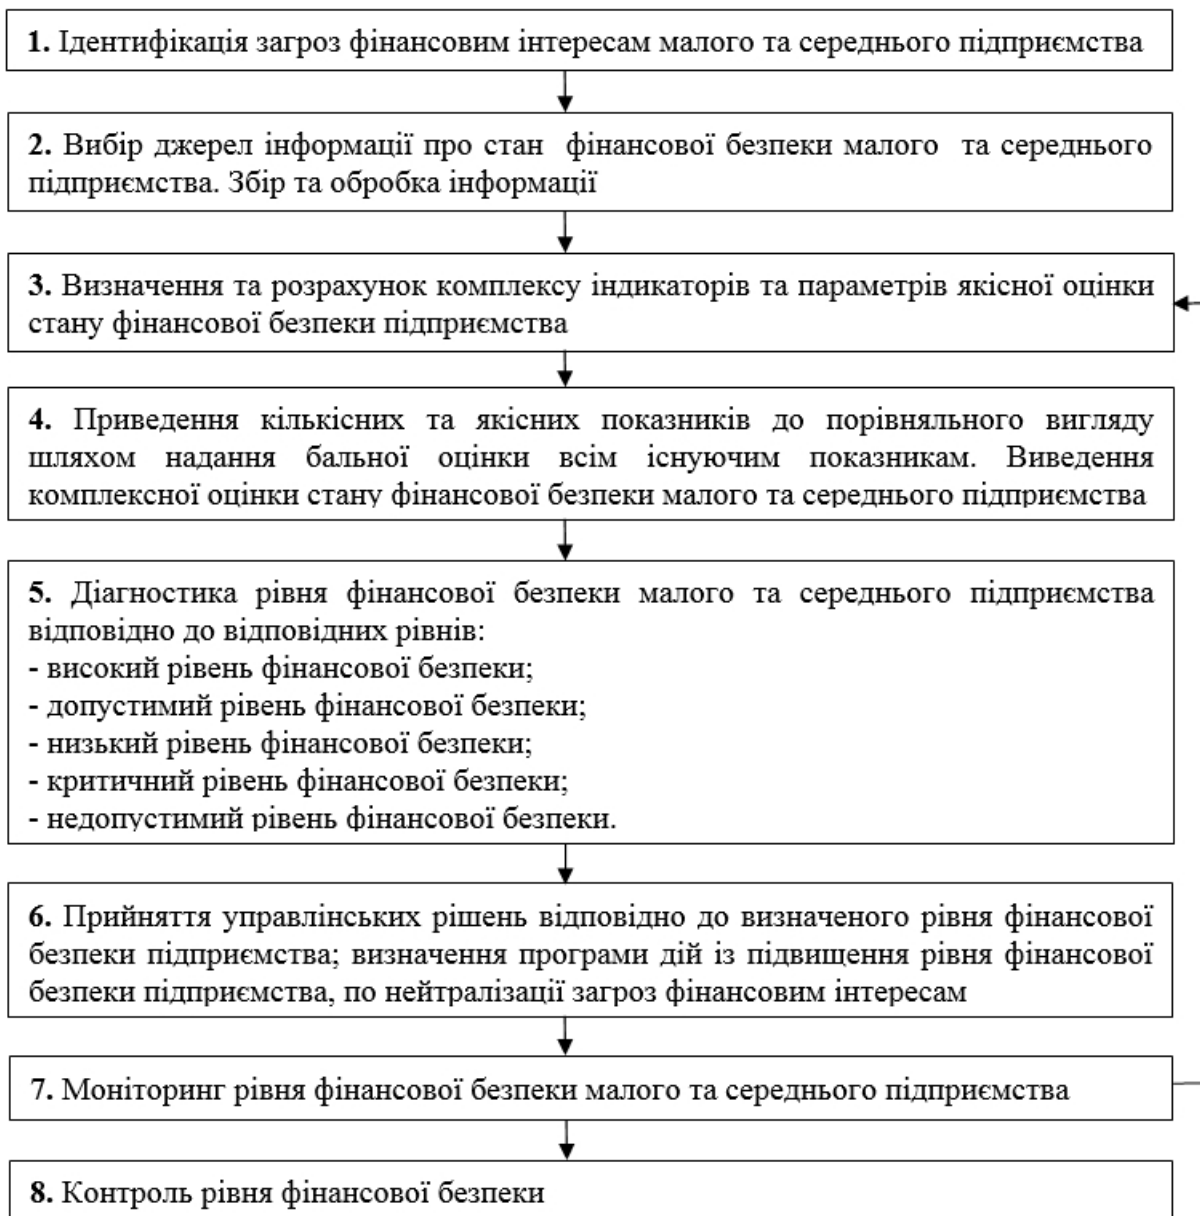 1. Ідентифікація загроз фінансовим інтересам малого та середнього підприємства
2. Вибір джерел інформації про стан фінансової безпеки малого та середнього
підприємства. Збір та обробка інформації
3. Визначення та розрахунок комплексу індикаторів та параметрів якісної оцінки
стану фінансової безпеки підприємства
4. Приведення кількісних та якісних показників до порівняльного вигляду
шляхом надання бальної оцінки всім існуючим показникам. Виведення
комплексної оцінки стану фінансової безпеки малого та середнього підприємства
5. Діагностика рівня фінансової безпеки малого та середнього підприємства
відповідно до відповідних рівнів:
- високий рівень фінансової безпеки;
- допустимий рівень фінансової безпеки;
- низький рівень фінансової безпеки;
- критичний рівень фінансової безпеки;
- недопустимий рівень фінансової безпеки.
6. Прийняття управлінських рішень відповідно до визначеного рівня фінансової
безпеки підприємства; визначення програми дій із підвищення рівня фінансової
безпеки підприємства, по нейтралізації загроз фінансовим інтересам
7. Моніторинг рівня фінансової безпеки малого та середнього підприємства
8. Контроль рівня фінансової безпеки